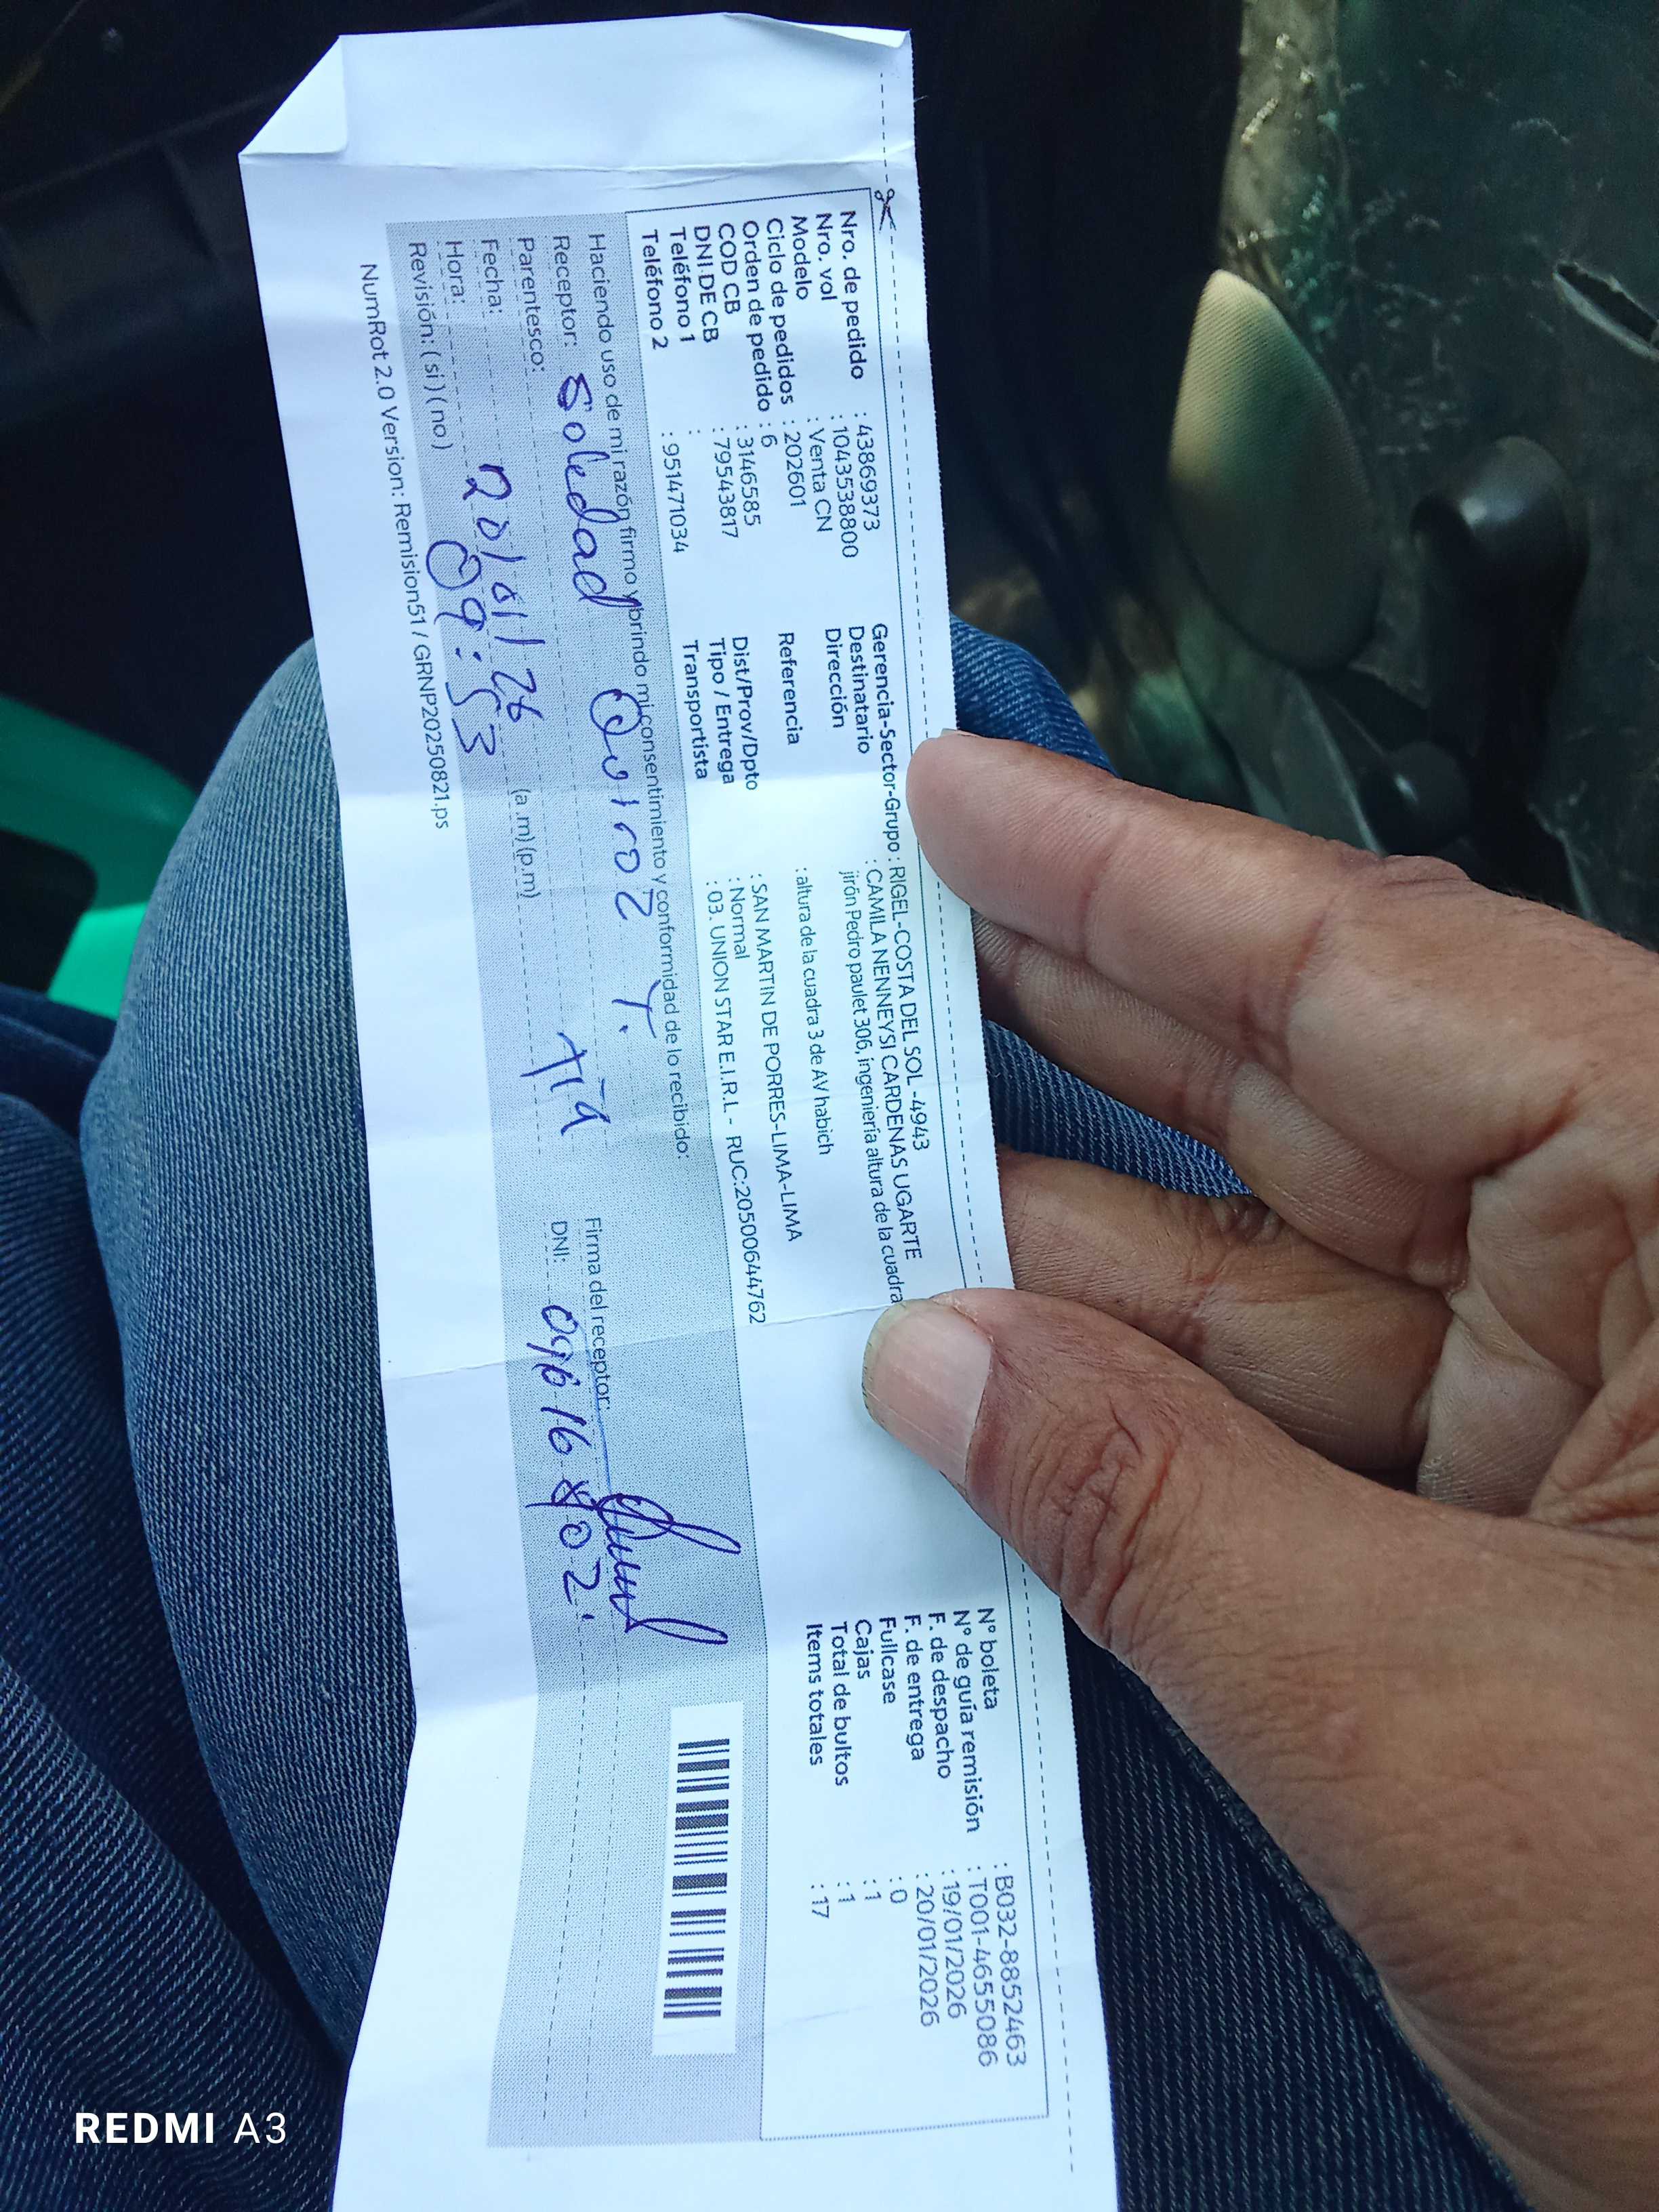 Nro. de pedido : 43869373
Nro. vol : 1043538800
Modelo : Venta CN
Ciclo de pedidos : 202601
Orden de pedido : 6
COD CB : 3146585
DNI DE CB : 79543817
Teléfono 1 :
Teléfono 2 : 951471034
Gerencia-Sector-Grupo : RIGEL-COSTA DEL SOL -4943
Destinatario : CAMILA NENNEYSI CARDENAS UGARTE
Dirección jirón Pedro paulet 306, ingeniería altura de la cuadra
Referencia : altura de la cuadra 3 de AV habich
Dist/Prov/Dpto : SAN MARTIN DE PORRES-LIMA-LIMA
Tipo / Entrega : Normal
Transportista : 03. UNION STAR E.I.R.L - RUC:20500644762
N° boleta : B032-8852463
N° de guía remisión : T001-4655086
F. de despacho : 19/01/2026
F. de entrega : 20/01/2026
Fullcase : 0
Cajas : 1
Total de bultos : 1
Items totales : 17
Haciendo uso de mi razón firmo y brindo mi consentimiento y conformidad de lo recibido:
Receptor: Soledad Quiroz Y.
Firma del receptor:
Parentesco: tía
DNI: 09616802
Fecha: 20/01/26
Hora: 09:53 (a.m) (p.m)
Revisión: ( si ) ( no )
NumRot 2.0 Version: Remision51 / GRNP20250821.ps
REDMI A3